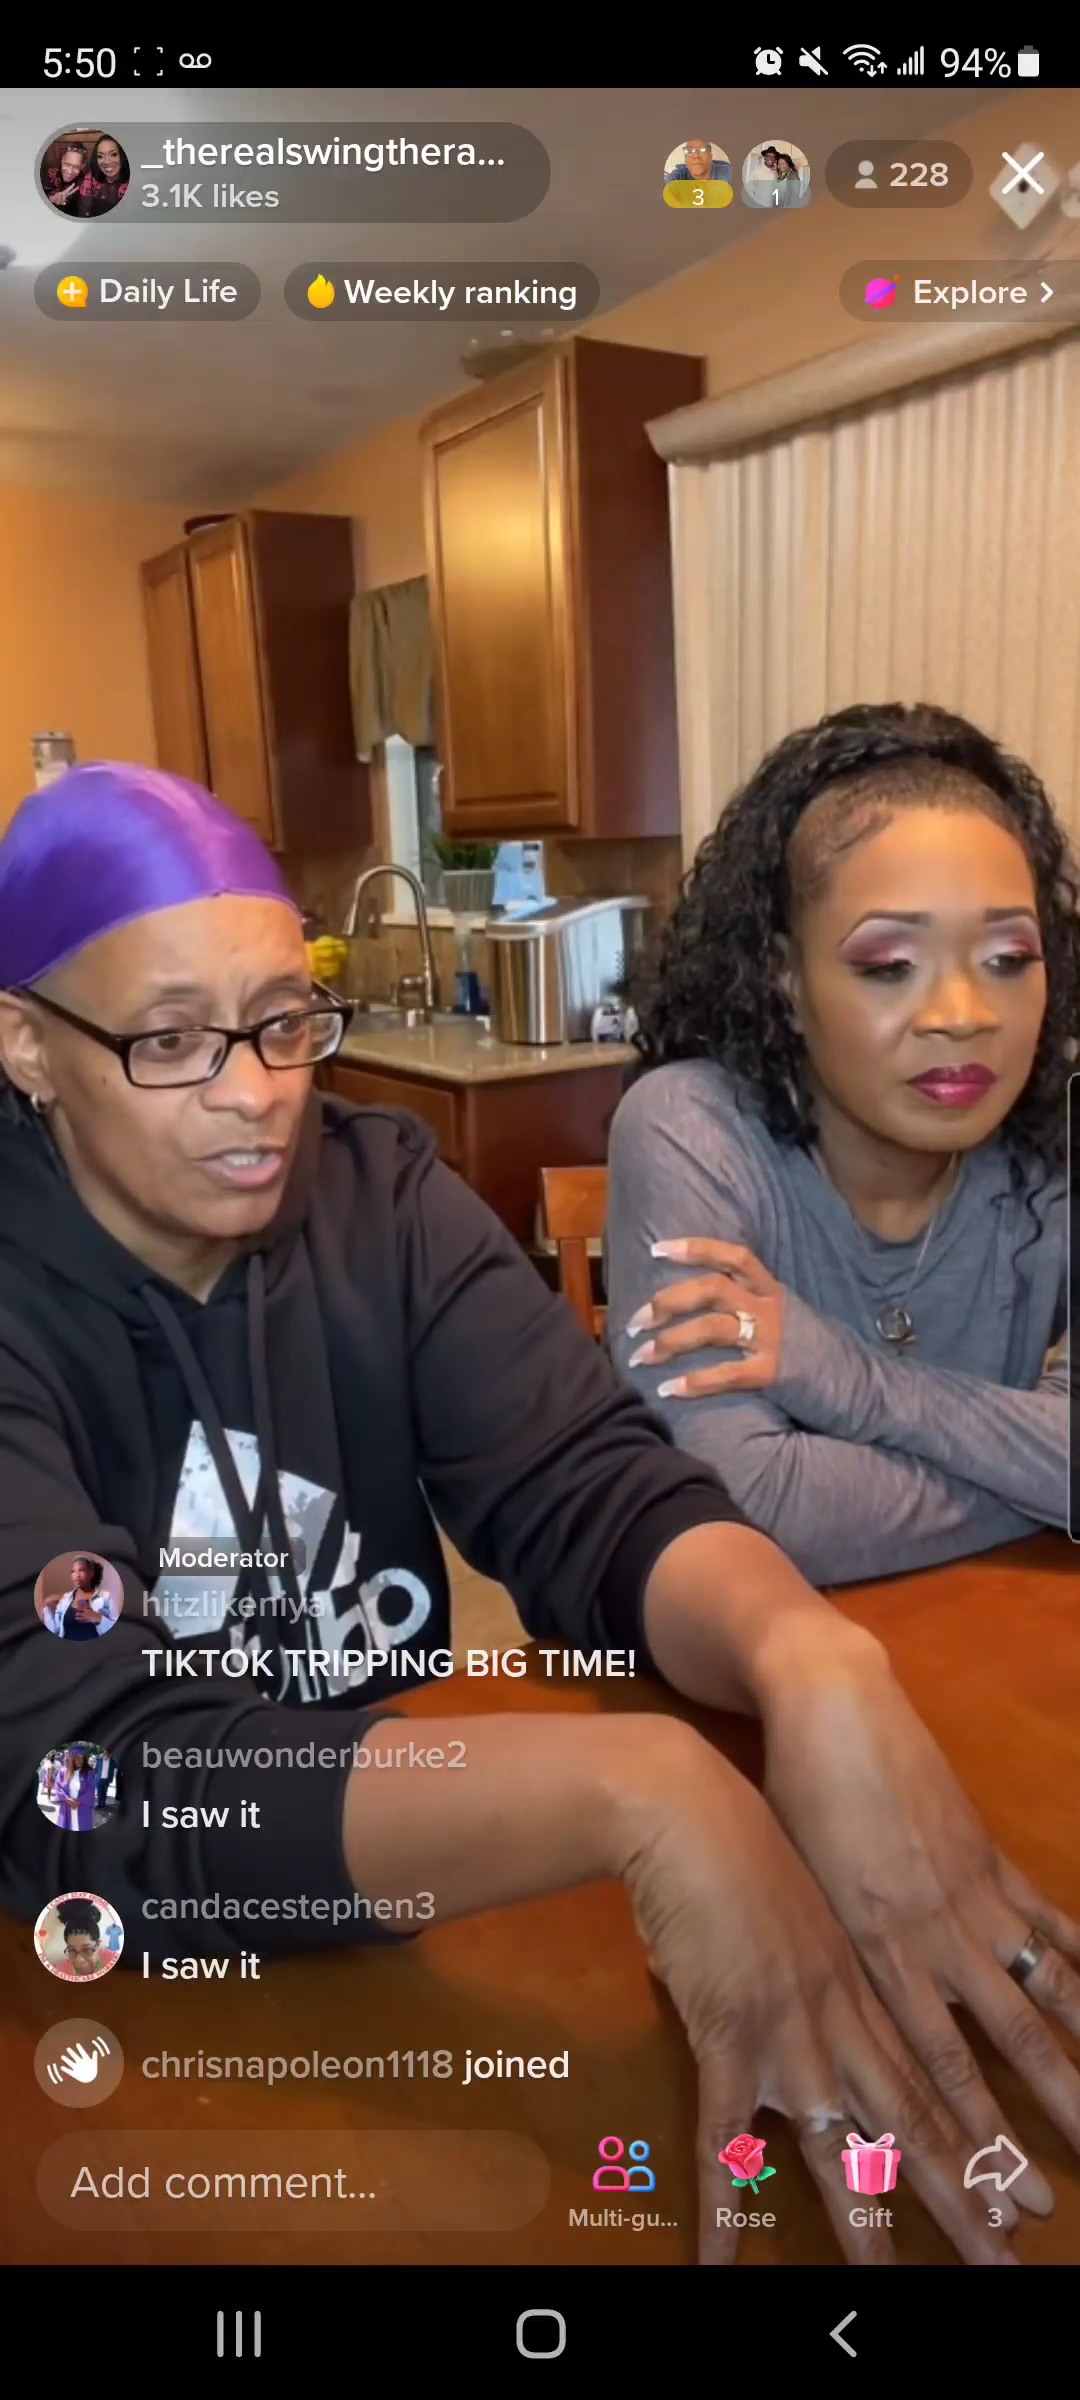 5:50
94%
_therealswingthera...
3.1K likes
3
1
228
Daily Life
Weekly ranking
Explore
Moderator
hitzlikeniya
TIKTOK TRIPPING BIG TIME!
beauwonderburke2
I saw it
candacestephen3
I saw it
chrisnapoleon1118 joined
Add comment...
Multi-gu...
Rose
Gift
3